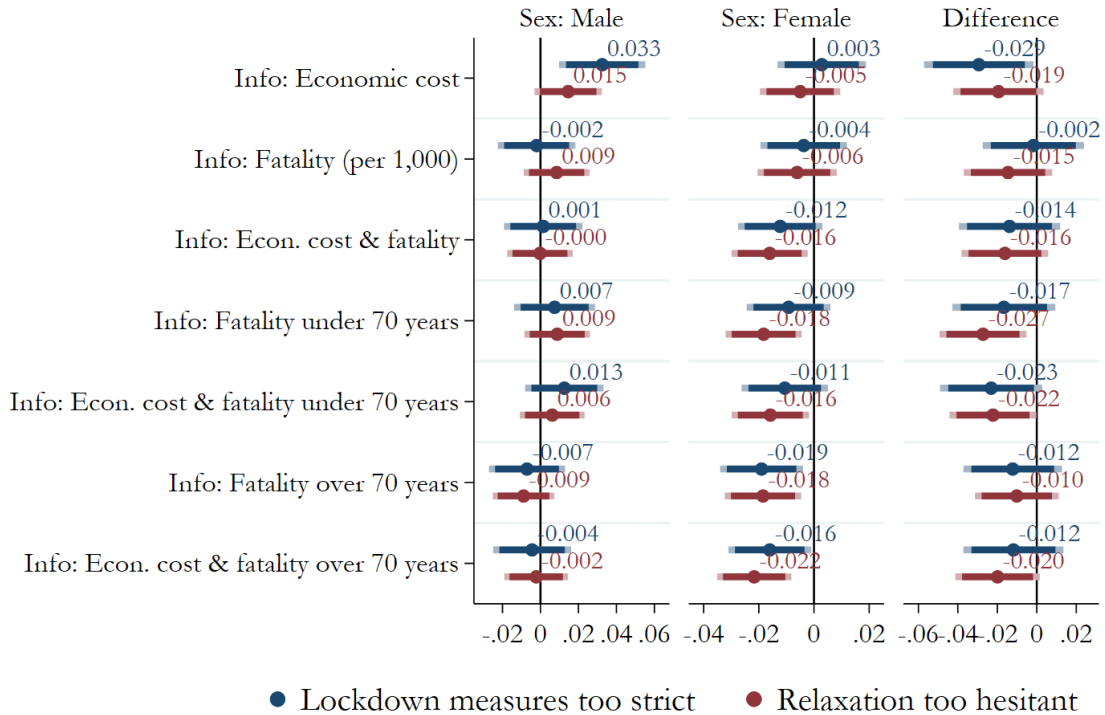 Sex: Male Sex: Female Difference
Info: Economic cost 0.033 0.015 0.003 -0.005 -0.029 -0.019
Info: Fatality (per 1,000) -0.002 0.009 -0.004 -0.006 -0.002 -0.015
Info: Econ. cost & fatality 0.001 -0.000 -0.012 -0.016 -0.014 -0.016
Info: Fatality under 70 years 0.007 0.009 -0.009 -0.018 -0.017 -0.027
Info: Econ. cost & fatality under 70 years 0.013 0.006 -0.011 -0.016 -0.023 -0.022
Info: Fatality over 70 years -0.007 -0.009 -0.019 -0.018 -0.012 -0.010
Info: Econ. cost & fatality over 70 years -0.004 -0.002 -0.016 -0.022 -0.012 -0.020
-.02 0 .02 .04 .06 -.04 -.02 0 .02 -.06 -.04 -.02 0 .02
Lockdown measures too strict Relaxation too hesitant